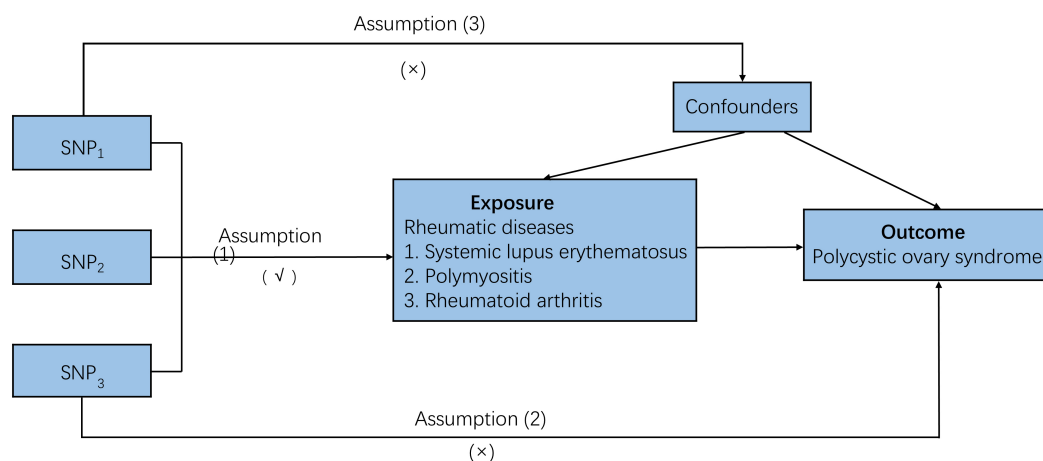 Assumption (3)
(×)
Confounders
SNP₁
Exposure
Rheumatic diseases
1. Systemic lupus erythematosus
2. Polymyositis
3. Rheumatoid arthritis
Outcome
Polycystic ovary syndrome
SNP₂
Assumption
(1)
( √ )
SNP₃
Assumption (2)
(×)